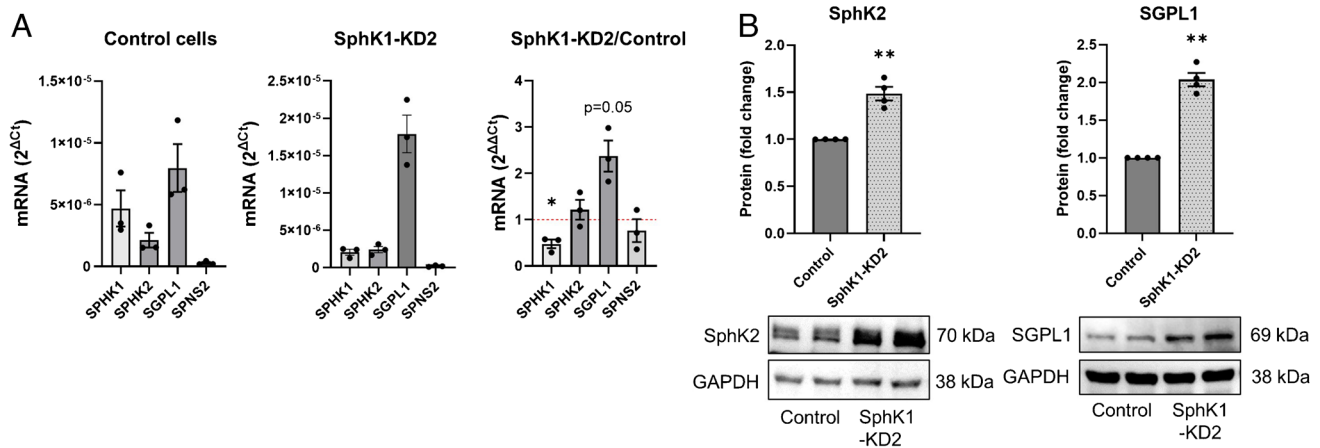 A
Control cells
mRNA (2^ΔCt)
1.5×10^-5
1×10^-5
5×10^-6
0
SPHK1
SPHK2
SGPL1
SPNS2
SphK1-KD2
mRNA (2^ΔCt)
2.5×10^-5
2×10^-5
1.5×10^-5
1×10^-5
5×10^-6
0
SPHK1
SPHK2
SGPL1
SPNS2
SphK1-KD2/Control
mRNA (2^ΔΔCt)
4
3
2
1
0
*
p=0.05
SPHK1
SPHK2
SGPL1
SPNS2
B
SphK2
Protein (fold change)
2.0
1.5
1.0
0.5
0.0
**
Control
SphK1-KD2
SphK2
70 kDa
GAPDH
38 kDa
Control
SphK1
-KD2
SGPL1
Protein (fold change)
2.5
2.0
1.5
1.0
0.5
0.0
**
Control
SphK1-KD2
SGPL1
69 kDa
GAPDH
38 kDa
Control
SphK1
-KD2